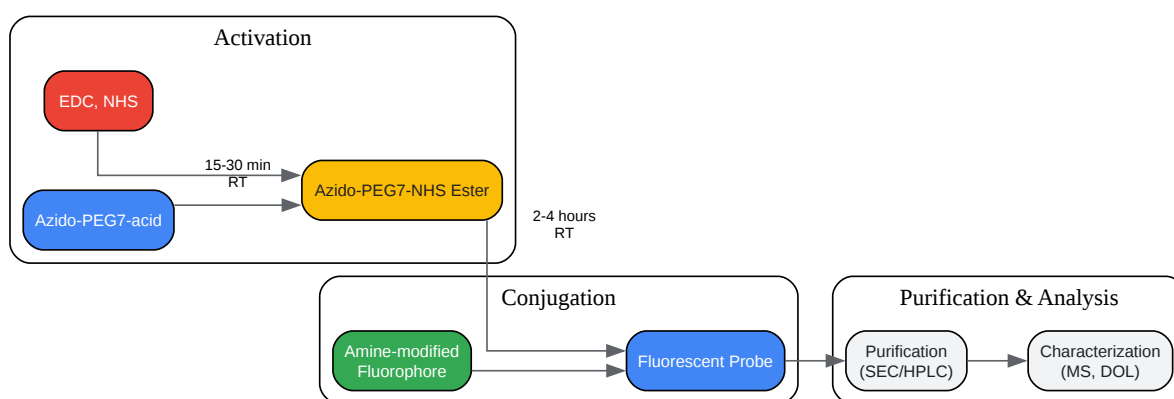 Activation
EDC, NHS
15-30 min
RT
Azido-PEG7-NHS Ester
Azido-PEG7-acid
2-4 hours
RT
Conjugation
Amine-modified
Fluorophore
Fluorescent Probe
Purification & Analysis
Purification
(SEC/HPLC)
Characterization
(MS, DOL)